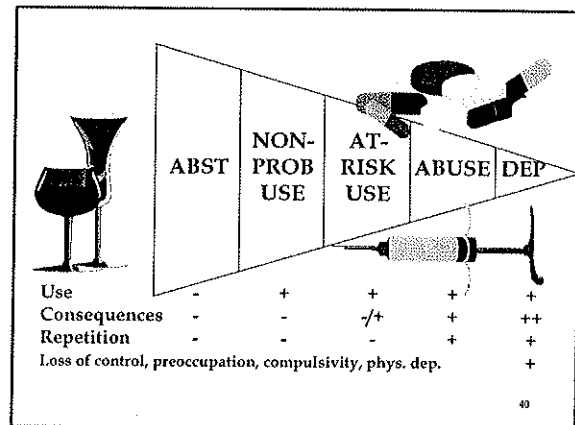 ABST
NON-
PROB
USE
AT-
RISK
USE
ABUSE
DEP
Use - + + + +
Consequences - - -/+ + ++
Repetition - - - + +
Loss of control, preoccupation, compulsivity, phys. dep. +
40